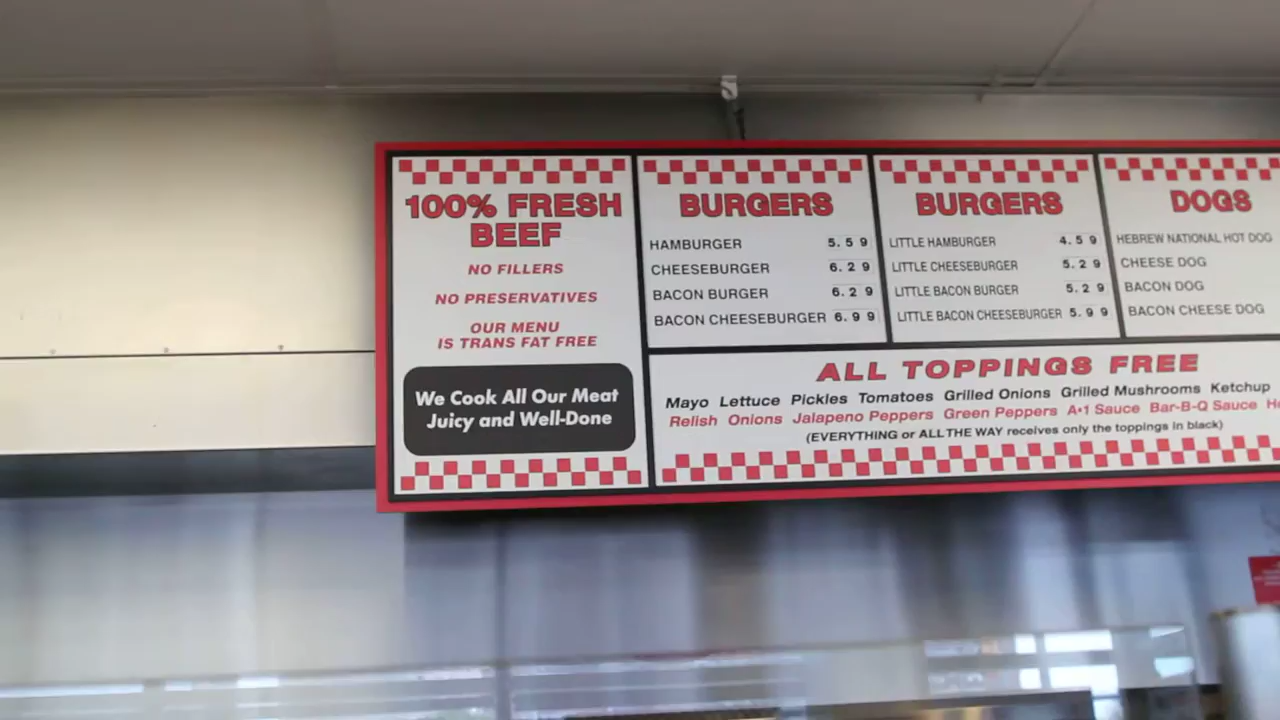 100% FRESH
BEEF
NO FILLERS
NO PRESERVATIVES
OUR MENU
IS TRANS FAT FREE
We Cook All Our Meat
Juicy and Well-Done
BURGERS
HAMBURGER 5.59
CHEESEBURGER 6.29
BACON BURGER 6.29
BACON CHEESEBURGER 6.99
BURGERS
LITTLE HAMBURGER 4.59
LITTLE CHEESEBURGER 5.29
LITTLE BACON BURGER 5.29
LITTLE BACON CHEESEBURGER 5.99
DOGS
HEBREW NATIONAL HOT DOG
CHEESE DOG
BACON DOG
BACON CHEESE DOG
ALL TOPPINGS FREE
Mayo Lettuce Pickles Tomatoes Grilled Onions Grilled Mushrooms Ketchup
Relish Onions Jalapeno Peppers Green Peppers A•1 Sauce Bar-B-Q Sauce
(EVERYTHING or ALL THE WAY receives only the toppings in black)